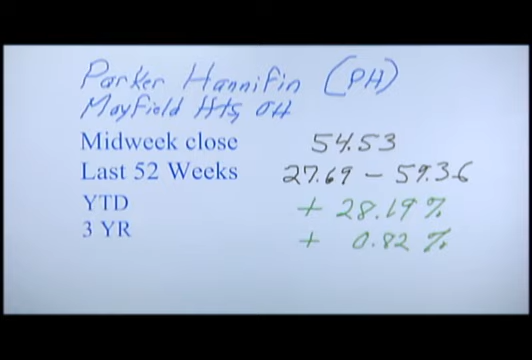 Parker Hannifin (PH)
Mayfield Hts, OH
Midweek close 54.53
Last 52 Weeks 27.69 - 59.36
YTD + 28.19 %
3 YR + 0.82 %